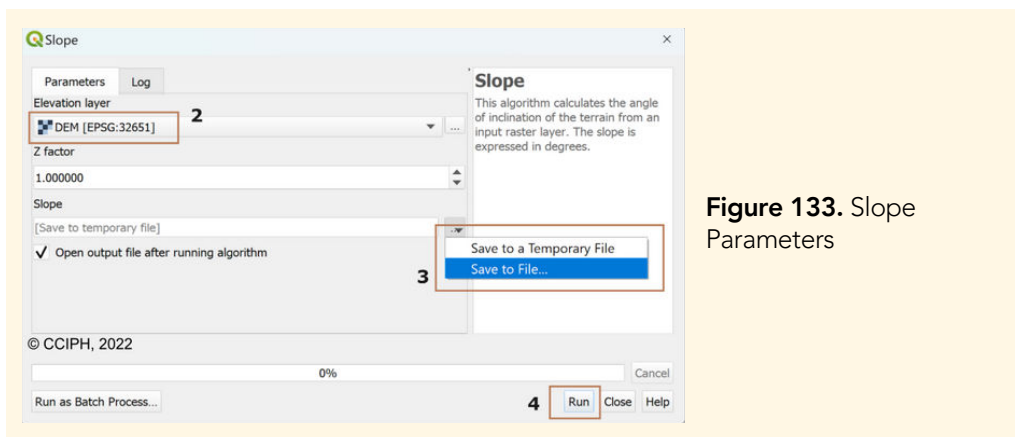 Slope
×
Parameters
Log
Elevation layer
DEM [EPSG:32651]
2
...
Z factor
1.000000
Slope
[Save to temporary file]
✓ Open output file after running algorithm
Slope
This algorithm calculates the angle
of inclination of the terrain from an
input raster layer. The slope is
expressed in degrees.
Save to a Temporary File
Save to File...
3
© CCIPH, 2022
0%
Cancel
Run as Batch Process...
4
Run
Close
Help
Figure 133. Slope
Parameters